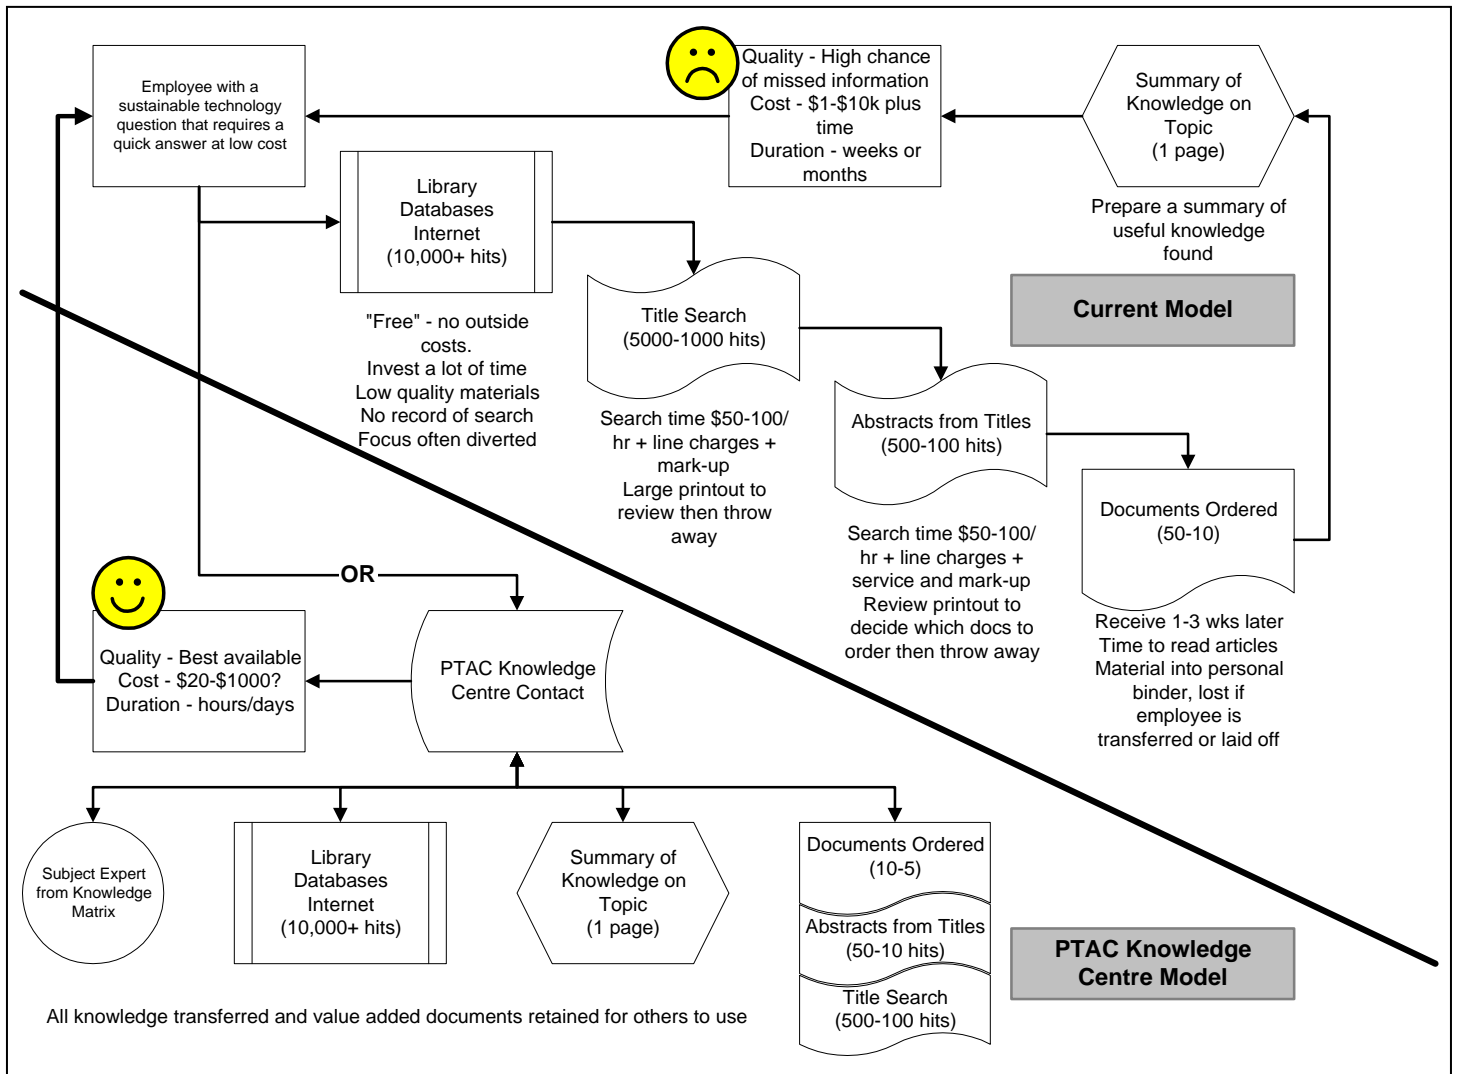 Employee with a
sustainable technology
question that requires a
quick answer at low cost
Quality - High chance
of missed information
Cost - $1-$10k plus
time
Duration - weeks or
months
Summary of
Knowledge on
Topic
(1 page)
Prepare a summary of
useful knowledge
found
Library
Databases
Internet
(10,000+ hits)
"Free" - no outside
costs.
Invest a lot of time
Low quality materials
No record of search
Focus often diverted
Title Search
(5000-1000 hits)
Search time $50-100/
hr + line charges +
mark-up
Large printout to
review then throw
away
Current Model
Abstracts from Titles
(500-100 hits)
Search time $50-100/
hr + line charges +
service and mark-up
Review printout to
decide which docs to
order then throw away
Documents Ordered
(50-10)
Receive 1-3 wks later
Time to read articles
Material into personal
binder, lost if
employee is
transferred or laid off
OR
Quality - Best available
Cost - $20-$1000?
Duration - hours/days
PTAC Knowledge
Centre Contact
Subject Expert
from Knowledge
Matrix
Library
Databases
Internet
(10,000+ hits)
Summary of
Knowledge on
Topic
(1 page)
Documents Ordered
(10-5)
Abstracts from Titles
(50-10 hits)
Title Search
(500-100 hits)
PTAC Knowledge
Centre Model
All knowledge transferred and value added documents retained for others to use